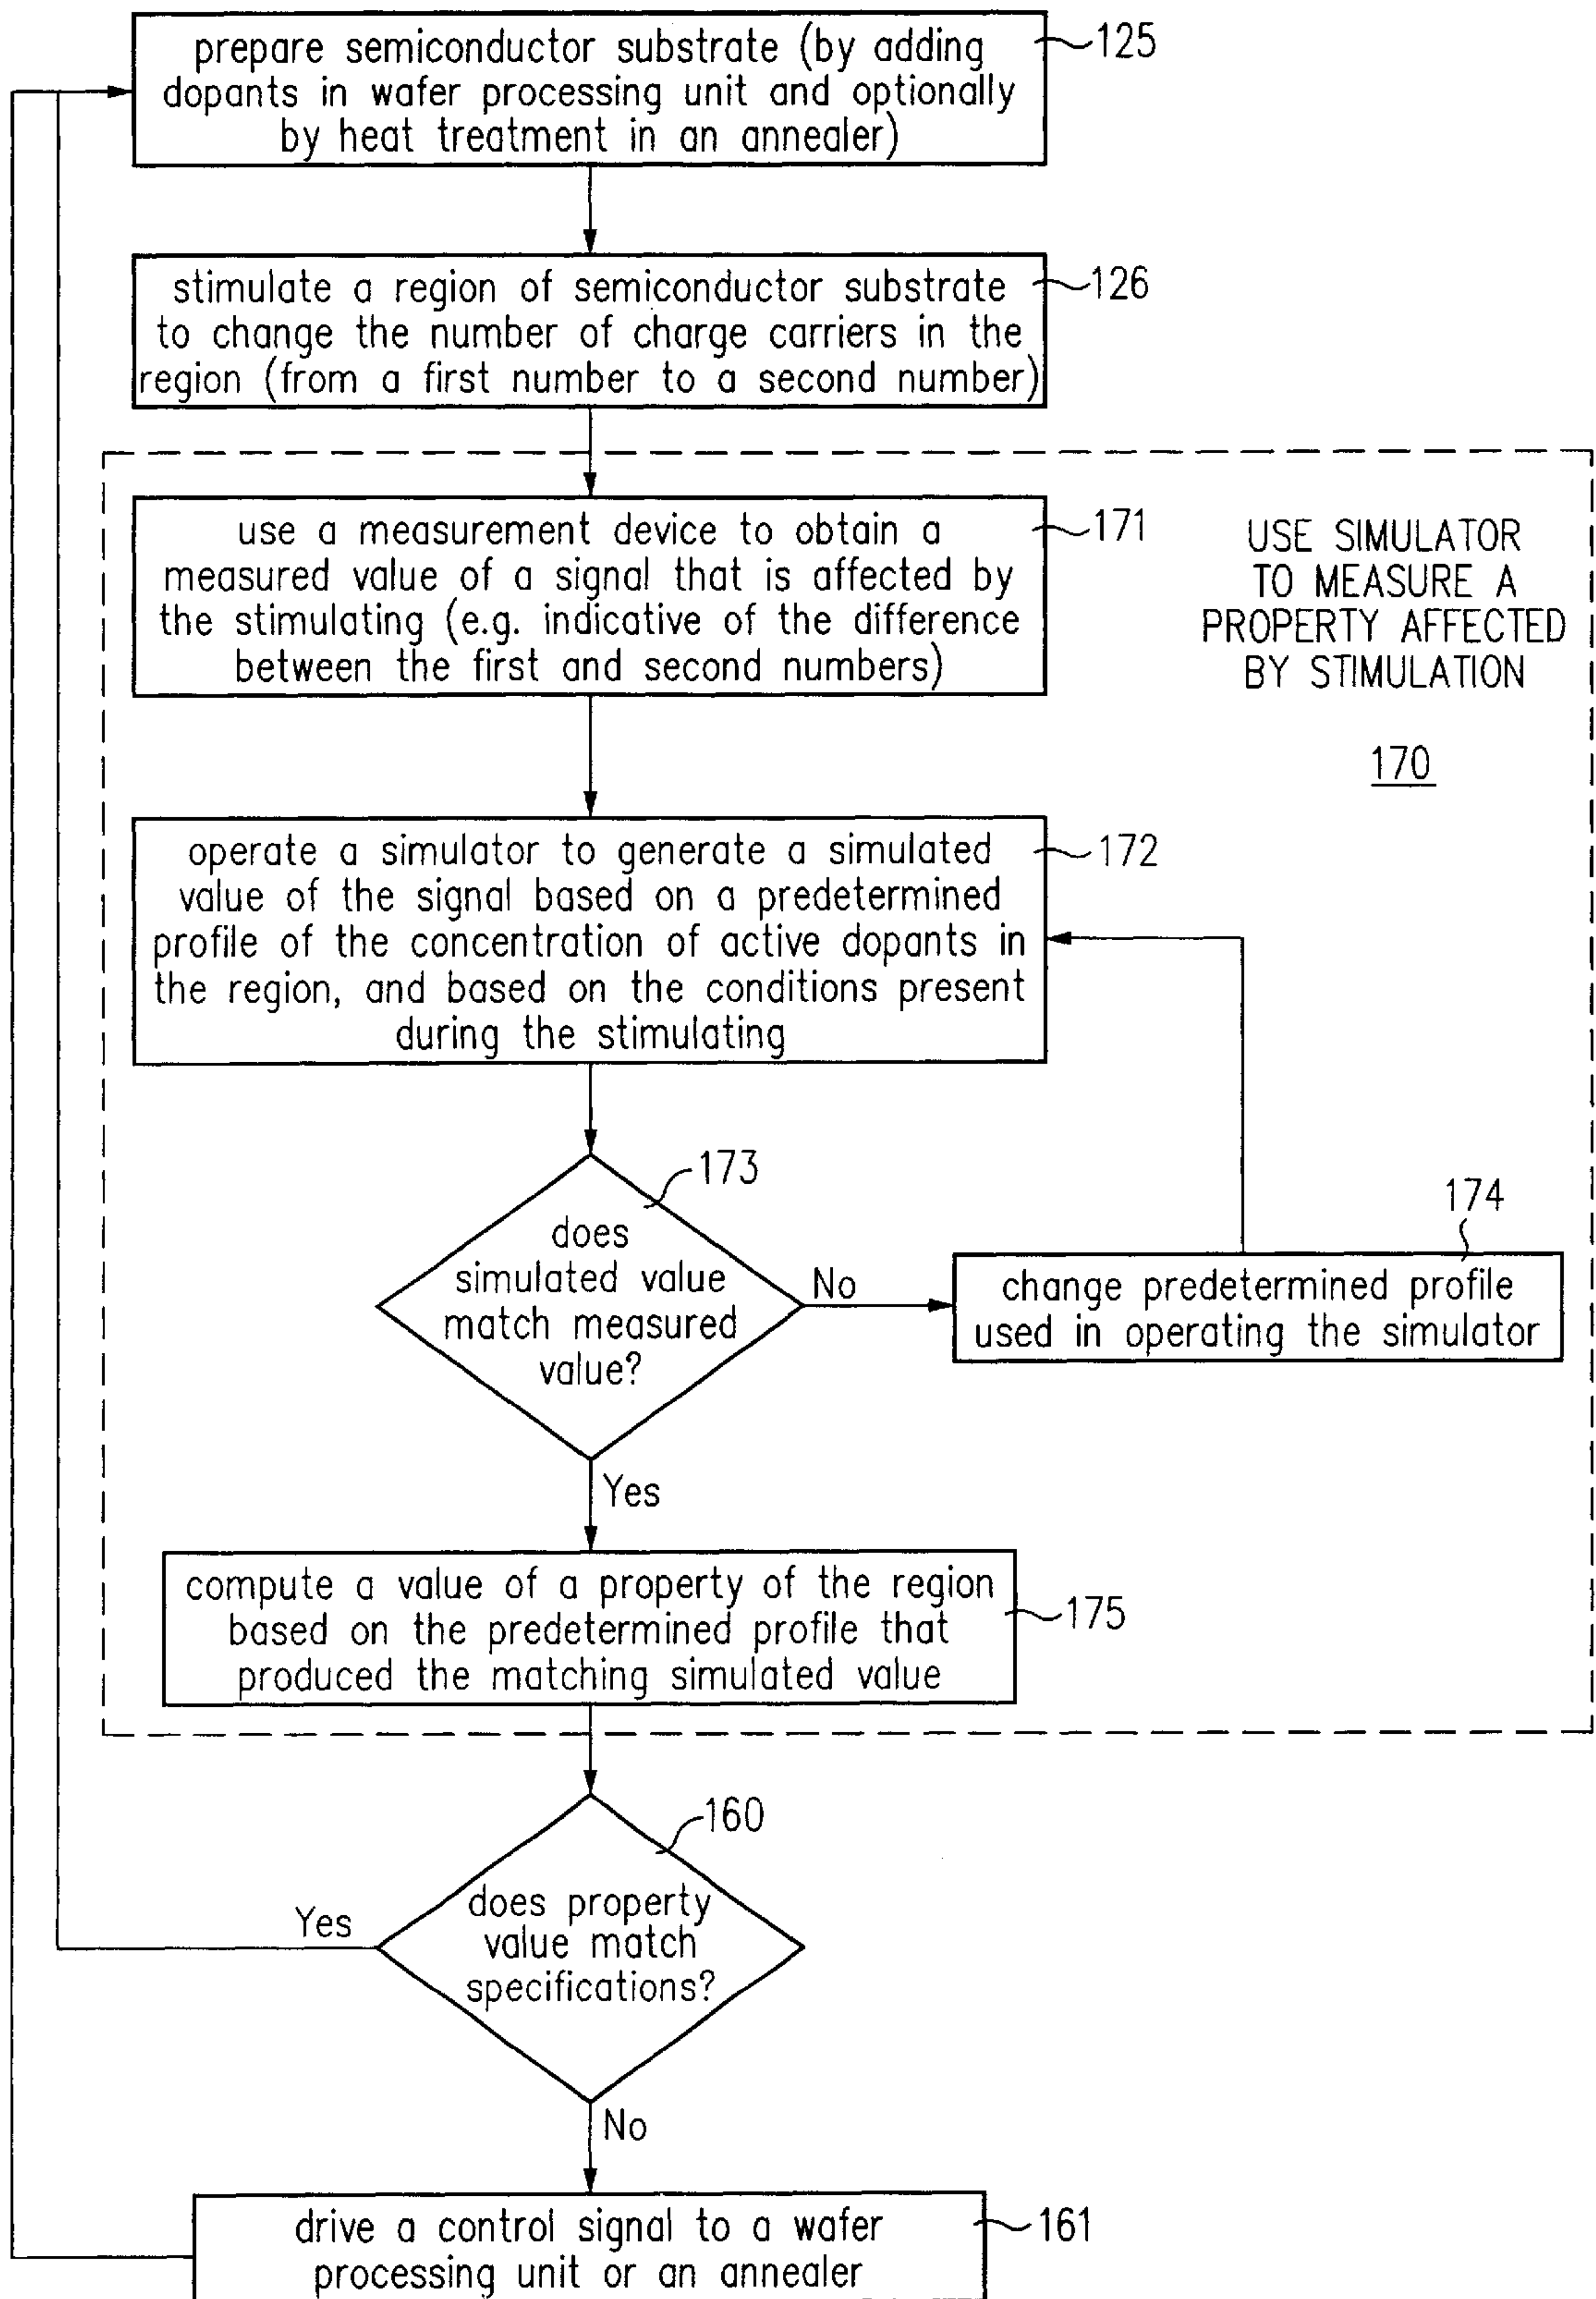 prepare semiconductor substrate (by adding
dopants in wafer processing unit and optionally
by heat treatment in an annealer)
125
stimulate a region of semiconductor substrate
to change the number of charge carriers in the
region (from a first number to a second number)
126
use a measurement device to obtain a
measured value of a signal that is affected by
the stimulating (e.g. indicative of the difference
between the first and second numbers)
171
USE SIMULATOR
TO MEASURE A
PROPERTY AFFECTED
BY STIMULATION
170
operate a simulator to generate a simulated
value of the signal based on a predetermined
profile of the concentration of active dopants in
the region, and based on the conditions present
during the stimulating
172
173
does
simulated value
match measured
value?
No
174
change predetermined profile
used in operating the simulator
Yes
compute a value of a property of the region
based on the predetermined profile that
produced the matching simulated value
175
160
does property
value match
specifications?
Yes
No
drive a control signal to a wafer
processing unit or an annealer
161